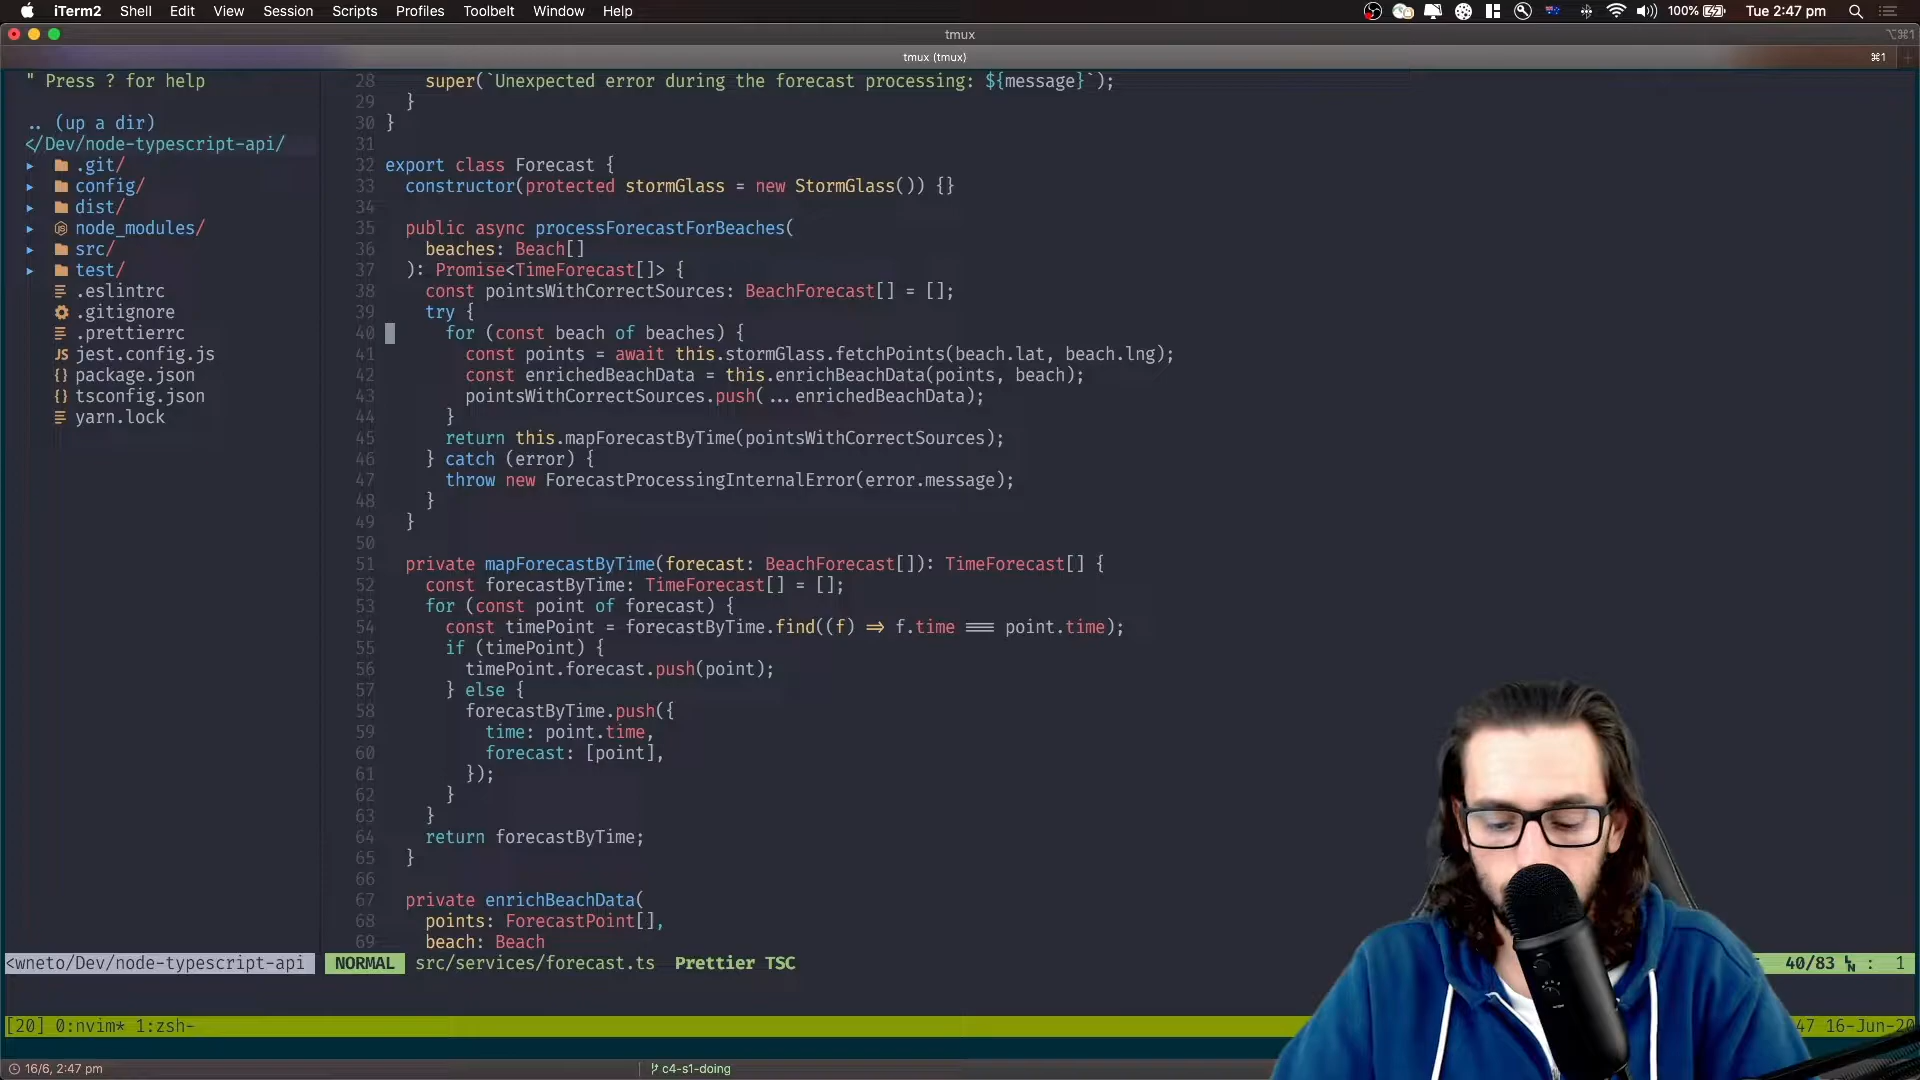 iTerm2 Shell Edit View Session Scripts Profiles Toolbelt Window Help 100% Tue 2:47 pm
tmux ⌥⌘1
tmux (tmux) ⌘1
" Press ? for help
.. (up a dir)
</Dev/node-typescript-api/
▸ .git/
▸ config/
▸ dist/
▸ node_modules/
▸ src/
▸ test/
.eslintrc
.gitignore
.prettierrc
JS jest.config.js
{} package.json
{} tsconfig.json
yarn.lock
28 super(`Unexpected error during the forecast processing: ${message}`);
29 }
30 }
31
32 export class Forecast {
33 constructor(protected stormGlass = new StormGlass()) {}
34
35 public async processForecastForBeaches(
36 beaches: Beach[]
37 ): Promise<TimeForecast[]> {
38 const pointsWithCorrectSources: BeachForecast[] = [];
39 try {
40 for (const beach of beaches) {
41 const points = await this.stormGlass.fetchPoints(beach.lat, beach.lng);
42 const enrichedBeachData = this.enrichBeachData(points, beach);
43 pointsWithCorrectSources.push(...enrichedBeachData);
44 }
45 return this.mapForecastByTime(pointsWithCorrectSources);
46 } catch (error) {
47 throw new ForecastProcessingInternalError(error.message);
48 }
49 }
50
51 private mapForecastByTime(forecast: BeachForecast[]): TimeForecast[] {
52 const forecastByTime: TimeForecast[] = [];
53 for (const point of forecast) {
54 const timePoint = forecastByTime.find((f) => f.time === point.time);
55 if (timePoint) {
56 timePoint.forecast.push(point);
57 } else {
58 forecastByTime.push({
59 time: point.time,
60 forecast: [point],
61 });
62 }
63 }
64 return forecastByTime;
65 }
66
67 private enrichBeachData(
68 points: ForecastPoint[],
69 beach: Beach
<wneto/Dev/node-typescript-api NORMAL src/services/forecast.ts Prettier TSC 40/83 : 1
[20] 0:nvim* 1:zsh- 47 16-Jun-20
16/6, 2:47 pm c4-s1-doing